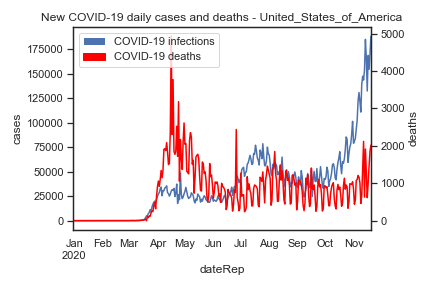 New COVID-19 daily cases and deaths - United_States_of_America
COVID-19 infections
COVID-19 deaths
175000
150000
125000
100000
75000
50000
25000
0
cases
5000
4000
3000
2000
1000
0
deaths
Jan Feb Mar Apr May Jun Jul Aug Sep Oct Nov
2020
dateRep